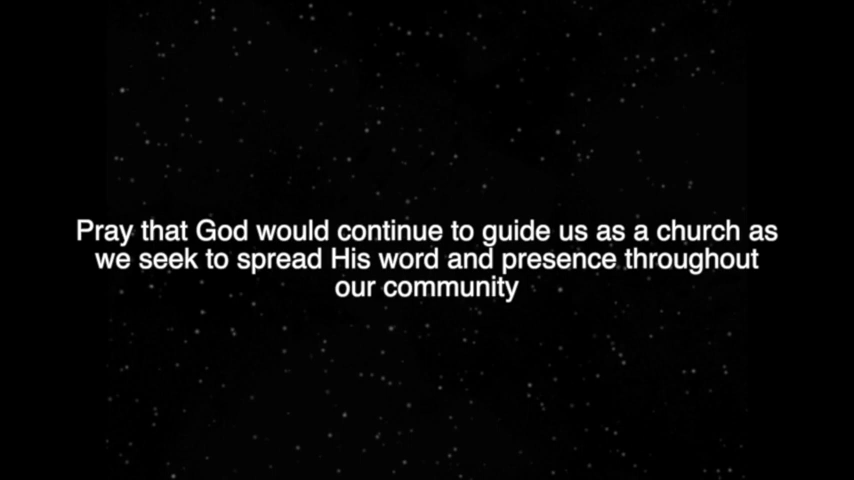 Pray that God would continue to guide us as a church as
we seek to spread His word and presence throughout
our community